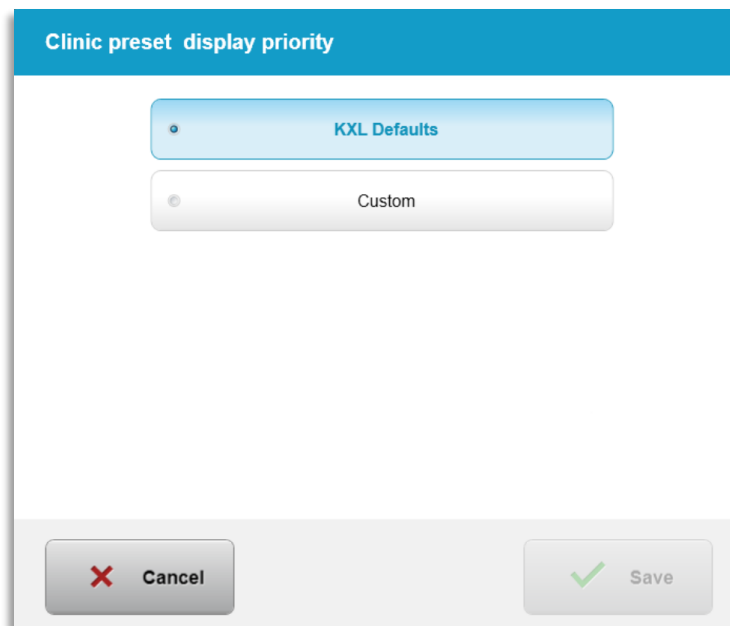 Clinic preset display priority
KXL Defaults
Custom
Cancel
Save